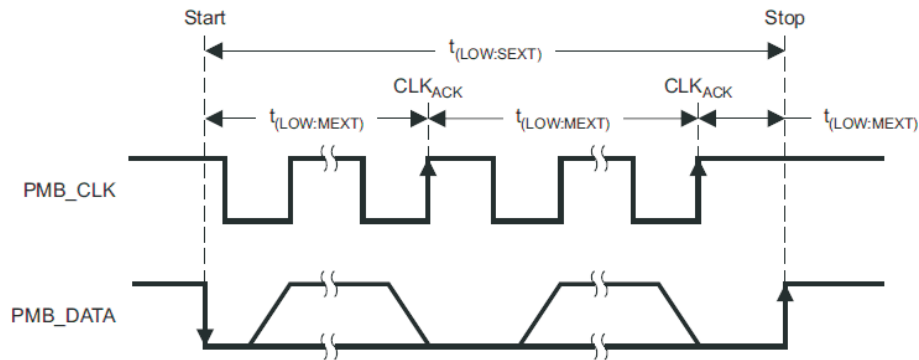 Start Stop
t(LOW:SEXT)
CLKACK CLKACK
t(LOW:MEXT) t(LOW:MEXT) t(LOW:MEXT)
PMB_CLK
PMB_DATA